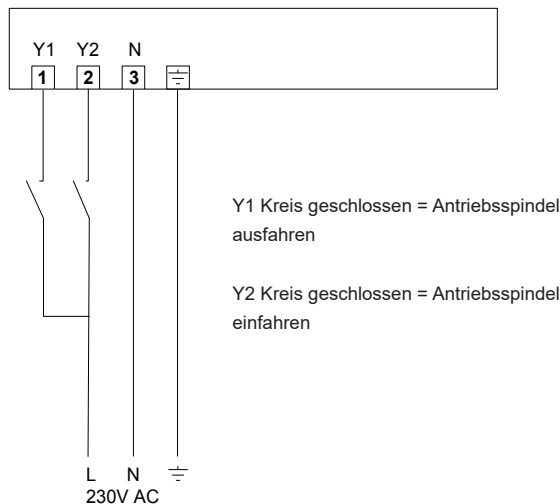 Y1 Y2 N
1 2 3
Y1 Kreis geschlossen = Antriebsspindel
ausfahren
Y2 Kreis geschlossen = Antriebsspindel
einfahren
L N
230V AC